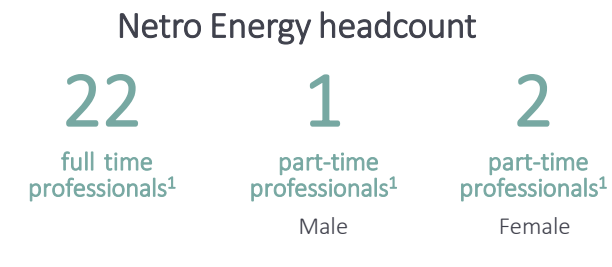 Netro Energy headcount
22
full time
professionals¹
1
part-time
professionals¹
Male
2
part-time
professionals¹
Female